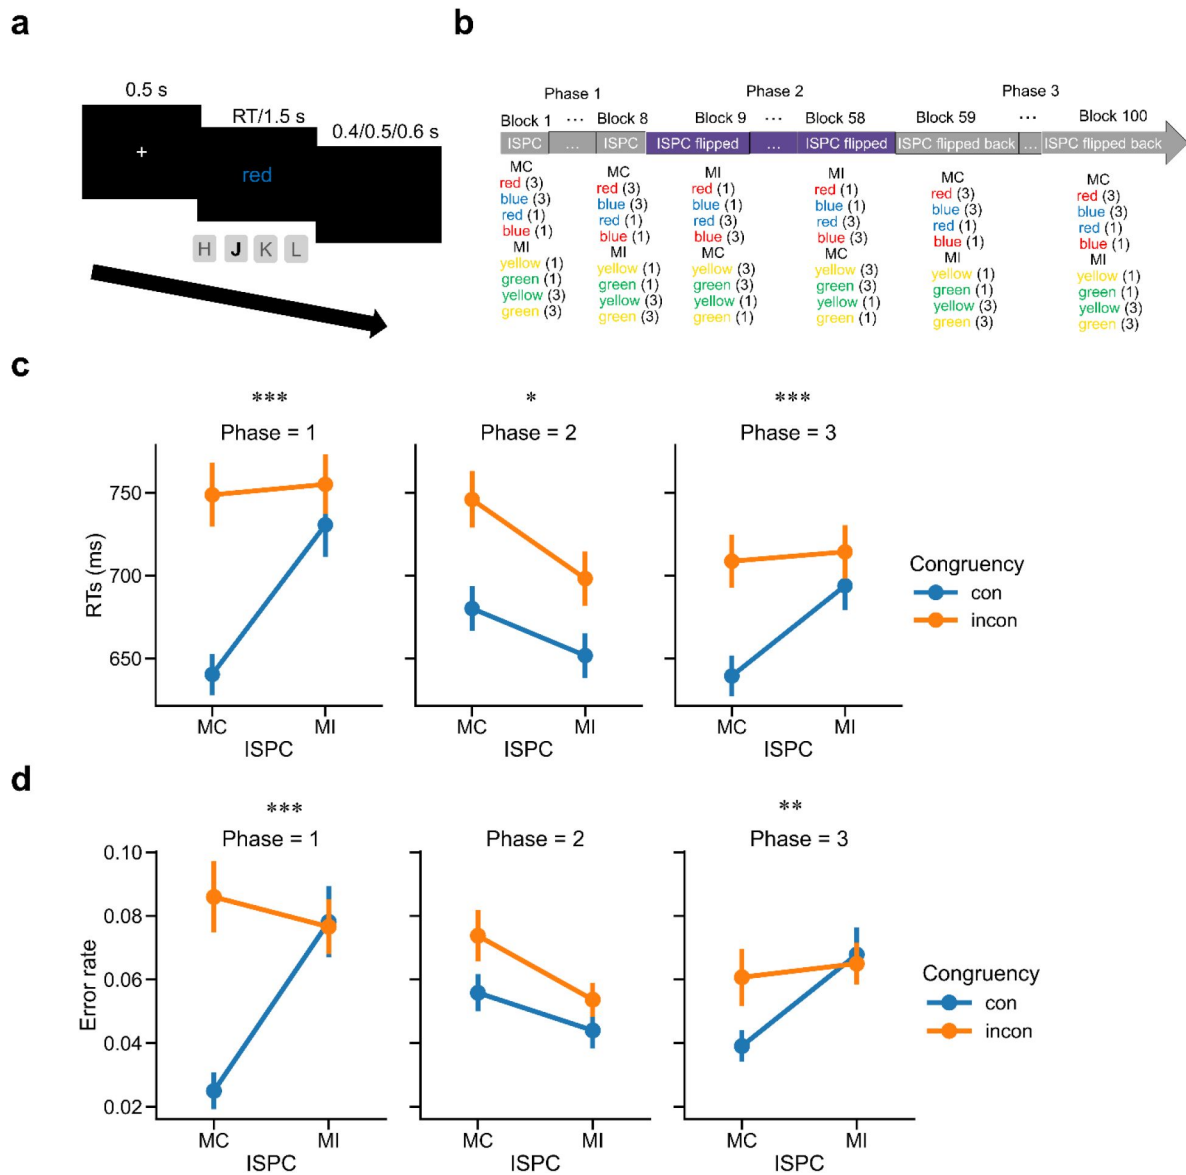 a
0.5 s
+
RT/1.5 s
red
0.4/0.5/0.6 s
H J K L
b
Phase 1 Phase 2 Phase 3
Block 1 ... Block 8 Block 9 ... Block 58 Block 59 ... Block 100
ISPC ... ISPC ISPC flipped ... ISPC flipped ISPC flipped back ... ISPC flipped back
MC MC MI MI MC MC
red (3) red (3) red (1) red (1) red (3) red (3)
blue (3) blue (3) blue (1) blue (1) blue (3) blue (3)
red (1) red (1) red (3) red (3) red (1) red (1)
blue (1) blue (1) blue (3) blue (3) blue (1) blue (1)
MI MI MC MC MI MI
yellow (1) yellow (1) yellow (3) yellow (3) yellow (1) yellow (1)
green (1) green (1) green (3) green (3) green (1) green (1)
yellow (3) yellow (3) yellow (1) yellow (1) yellow (3) yellow (3)
green (3) green (3) green (1) green (1) green (3) green (3)
c
*** * ***
Phase = 1 Phase = 2 Phase = 3
RTs (ms)
750
700
650
MC MI MC MI MC MI
ISPC ISPC ISPC
Congruency
con
incon
d
*** **
Phase = 1 Phase = 2 Phase = 3
Error rate
0.10
0.08
0.06
0.04
0.02
MC MI MC MI MC MI
ISPC ISPC ISPC
Congruency
con
incon